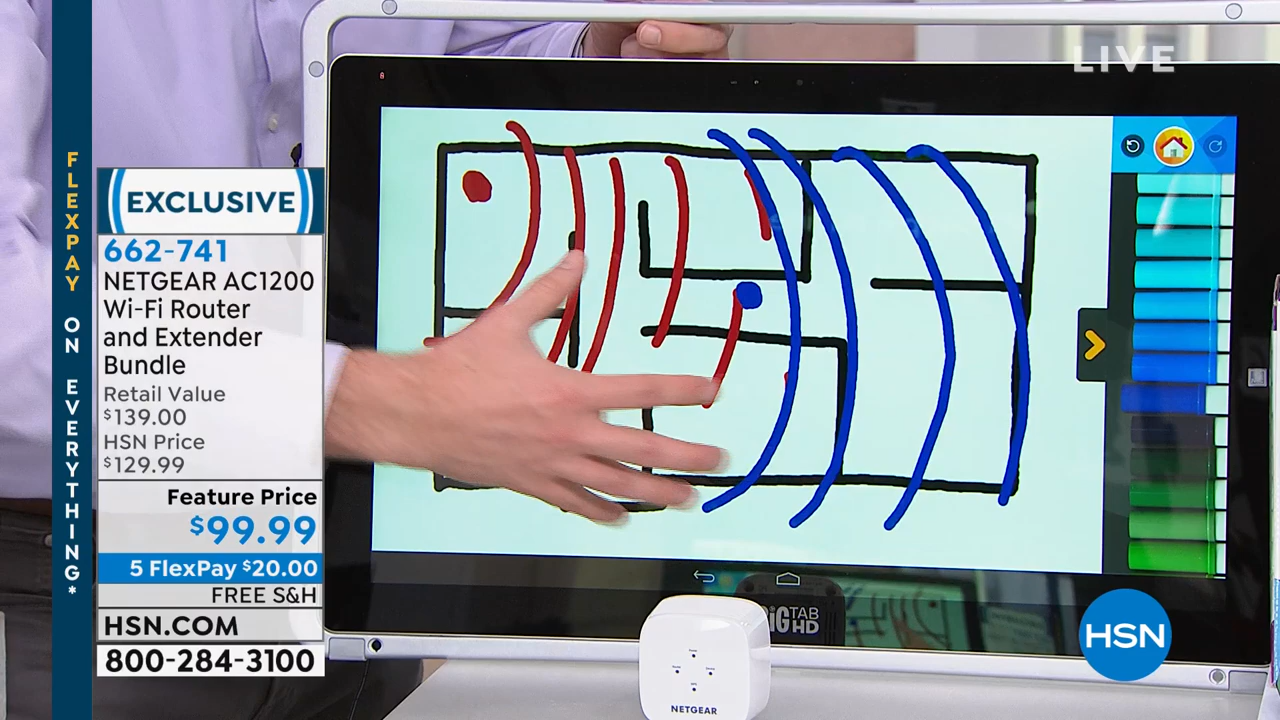 LIVE
FLEXPAY ON EVERYTHING*
EXCLUSIVE
662-741
NETGEAR AC1200
Wi-Fi Router
and Extender
Bundle
Retail Value
$139.00
HSN Price
$129.99
Feature Price
$99.99
5 FlexPay $20.00
FREE S&H
HSN.COM
800-284-3100
BiGTAB
HD
HSN
NETGEAR